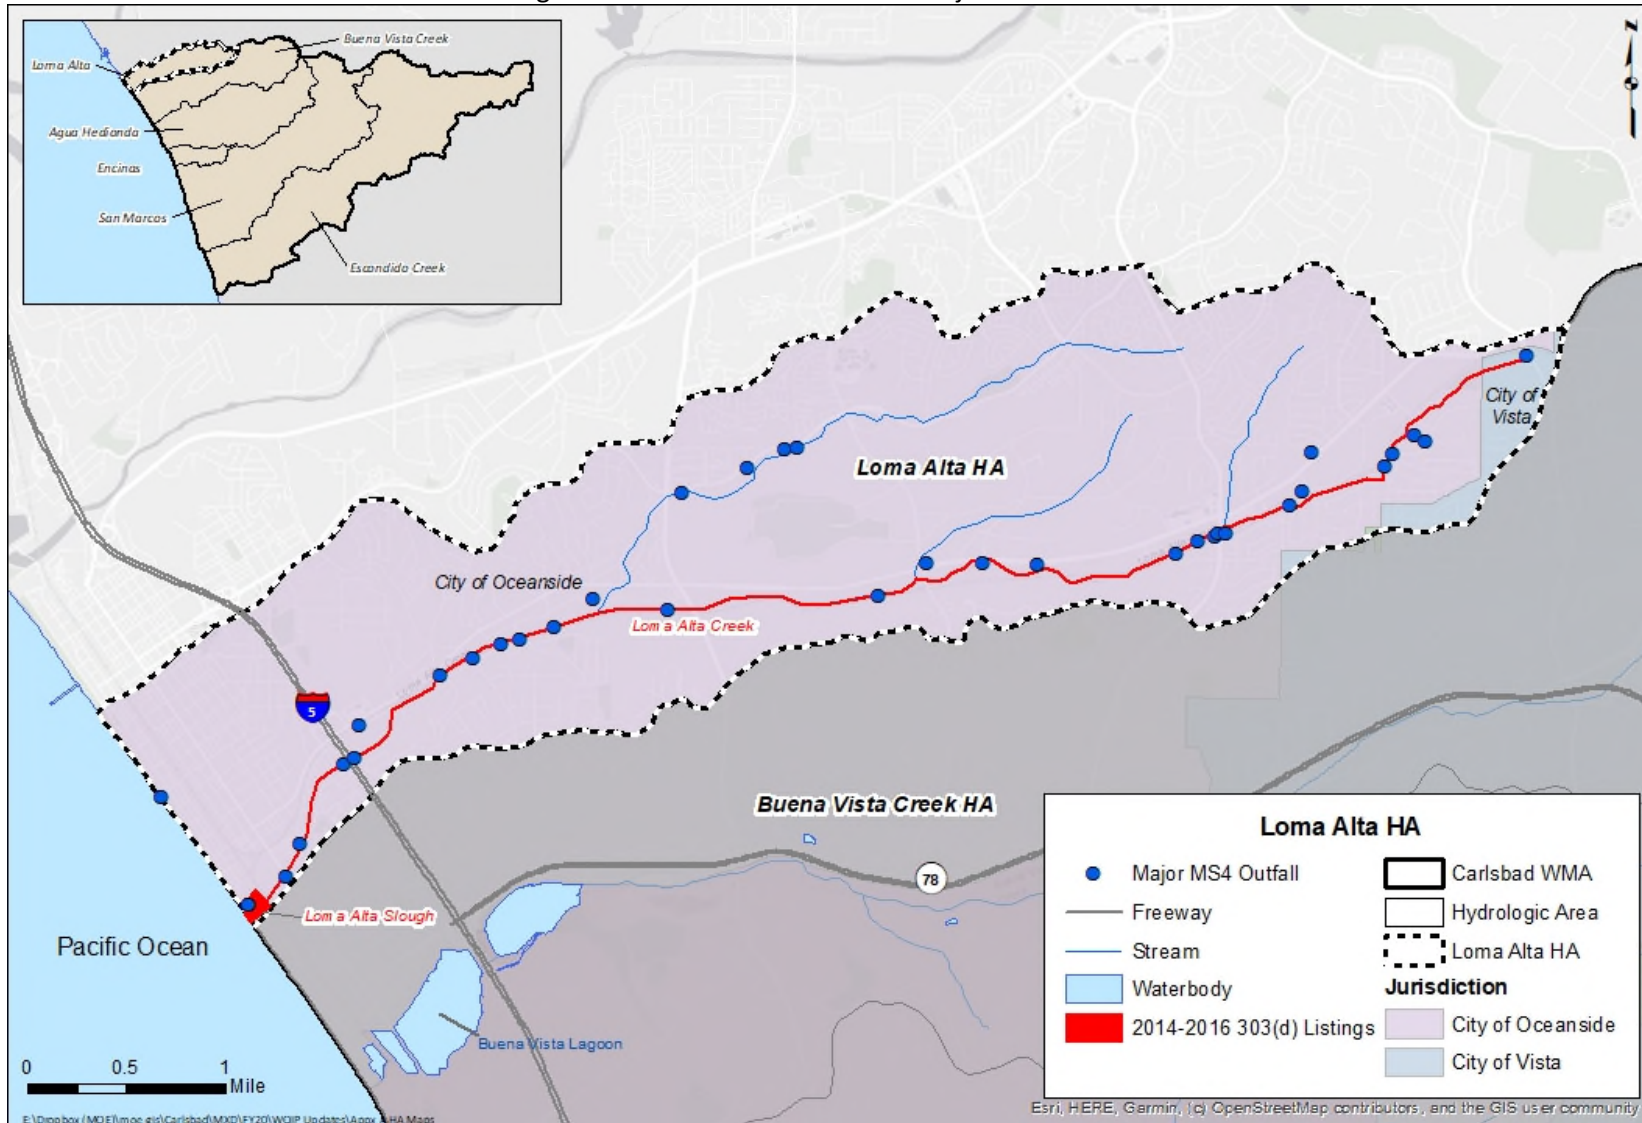 Buena Vista Creek
Loma Alta
Agua Hedionda
Encinas
San Marcos
Escondido Creek
N
City of
Vista
Loma Alta HA
City of Oceanside
Loma Alta Creek
5
Buena Vista Creek HA
78
Loma Alta Slough
Pacific Ocean
Buena Vista Lagoon
0 0.5 1
Mile
Loma Alta HA
Major MS4 Outfall
Freeway
Stream
Waterbody
2014-2016 303(d) Listings
Carlsbad WMA
Hydrologic Area
Loma Alta HA
Jurisdiction
City of Oceanside
City of Vista
Esri, HERE, Garmin, (c) OpenStreetMap contributors, and the GIS user community